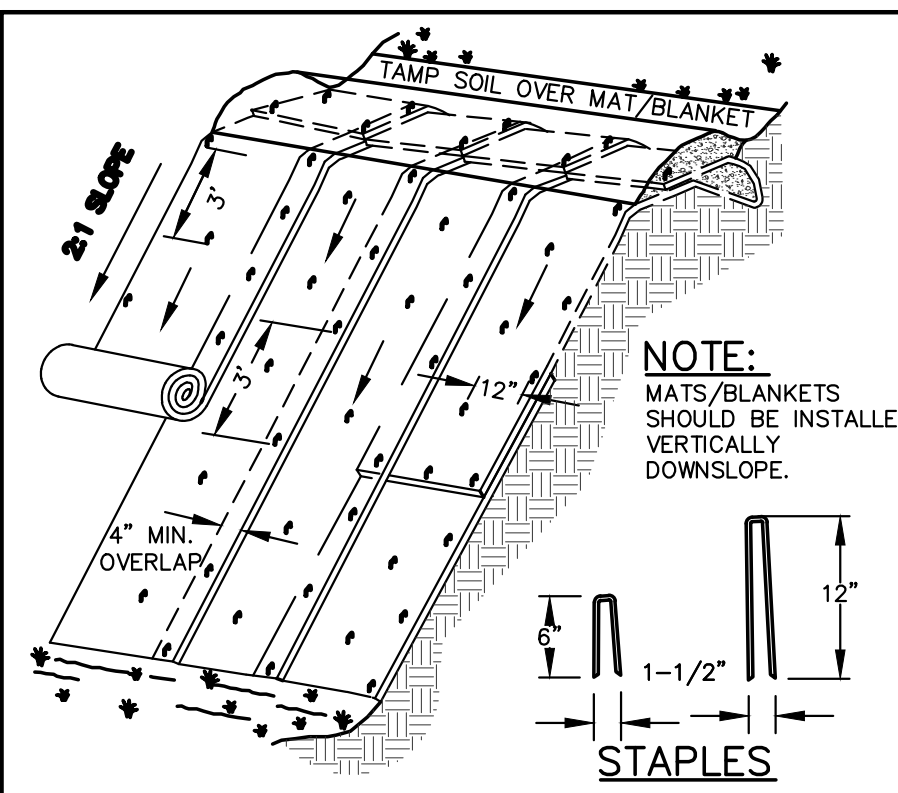 TAMP SOIL OVER MAT/BLANKET
2:1 SLOPE
3'
3'
12"
NOTE:
MATS/BLANKETS
SHOULD BE INSTALLE
VERTICALLY
DOWNSLOPE.
4" MIN.
OVERLAP
6"
1-1/2"
12"
STAPLES